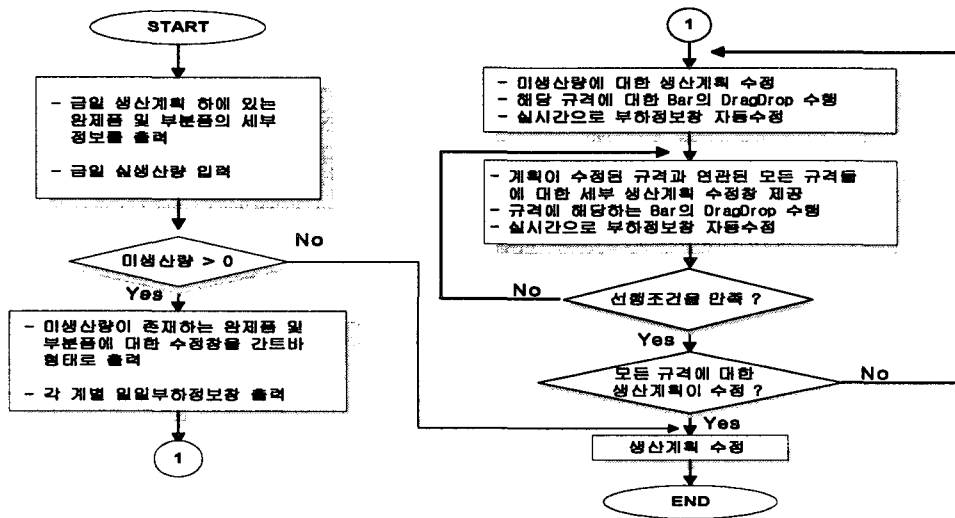 START
- 금일 생산계획 하에 있는
완제품 및 부분품의 세부
정보를 출력
- 금일 실생산량 입력
미생산량 > 0
No
Yes
- 미생산량이 존재하는 완제품 및
부분품에 대한 수정창을 간트바
형태로 출력
- 각 계별 일일부하정보창 출력
1
1
- 미생산량에 대한 생산계획 수정
- 해당 규격에 대한 Bar의 DragDrop 수행
- 실시간으로 부하정보창 자동수정
- 계획이 수정된 규격과 연관된 모든 규격들
에 대한 세부 생산계획 수정창 제공
- 규격에 해당하는 Bar의 DragDrop 수행
- 실시간으로 부하정보창 자동수정
No
선행조건을 만족 ?
Yes
모든 규격에 대한
생산계획이 수정 ?
No
Yes
생산계획 수정
END